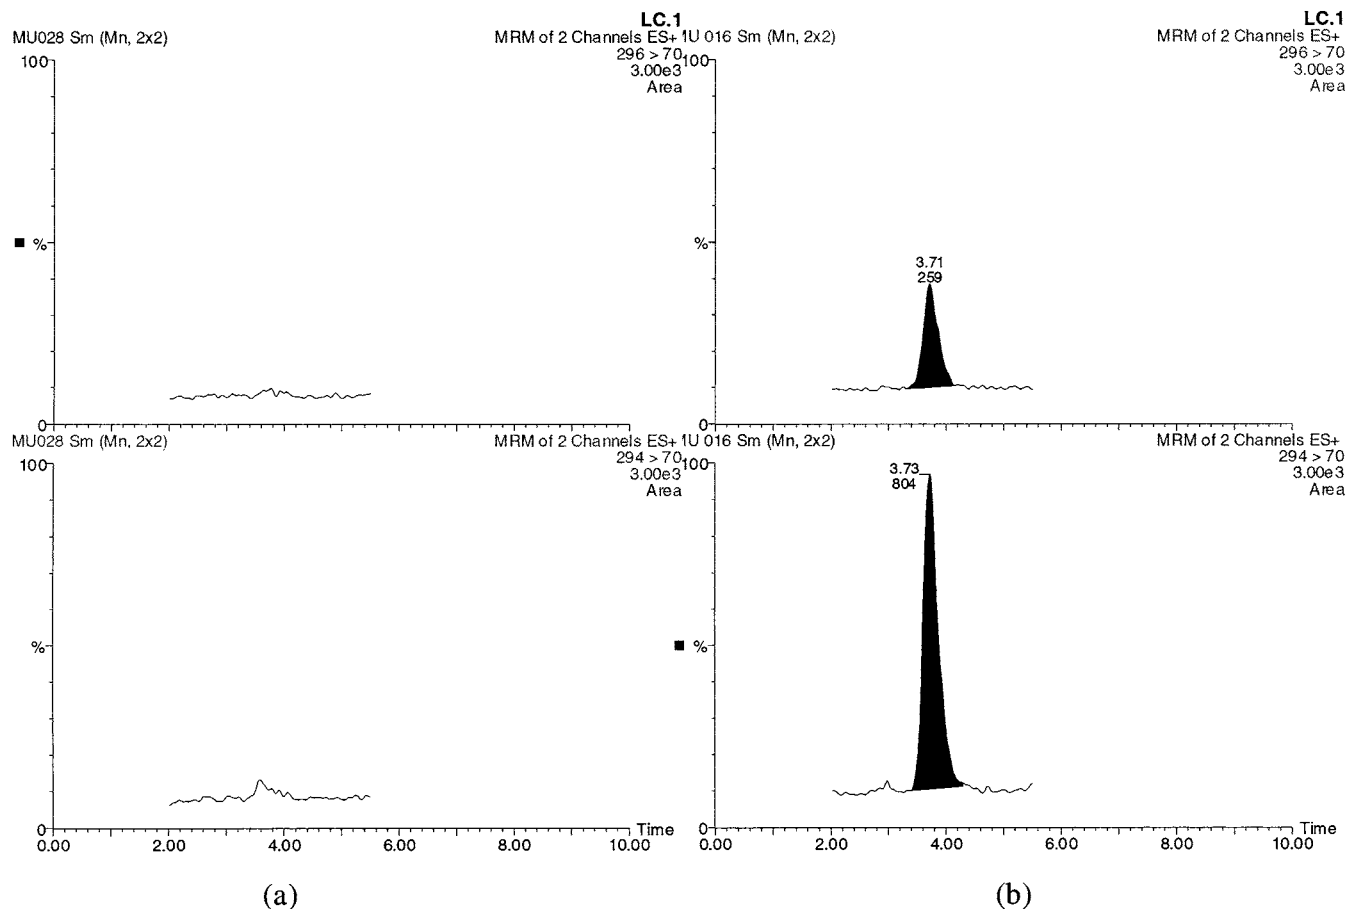 LC.1
MU028 Sm (Mn, 2x2)
MRM of 2 Channels ES+
296 > 70
3.00e3
Area
100
%
0
MU028 Sm (Mn, 2x2)
MRM of 2 Channels ES+
294 > 70
3.00e3
Area
100
%
0
Time
0.00 2.00 4.00 6.00 8.00 10.00
(a)
LC.1
1U 016 Sm (Mn, 2x2)
MRM of 2 Channels ES+
296 > 70
3.00e3
Area
100
3.71
259
%
0
1U 016 Sm (Mn, 2x2)
MRM of 2 Channels ES+
294 > 70
3.00e3
Area
100
3.73
804
%
0
Time
0.00 2.00 4.00 6.00 8.00 10.00
(b)